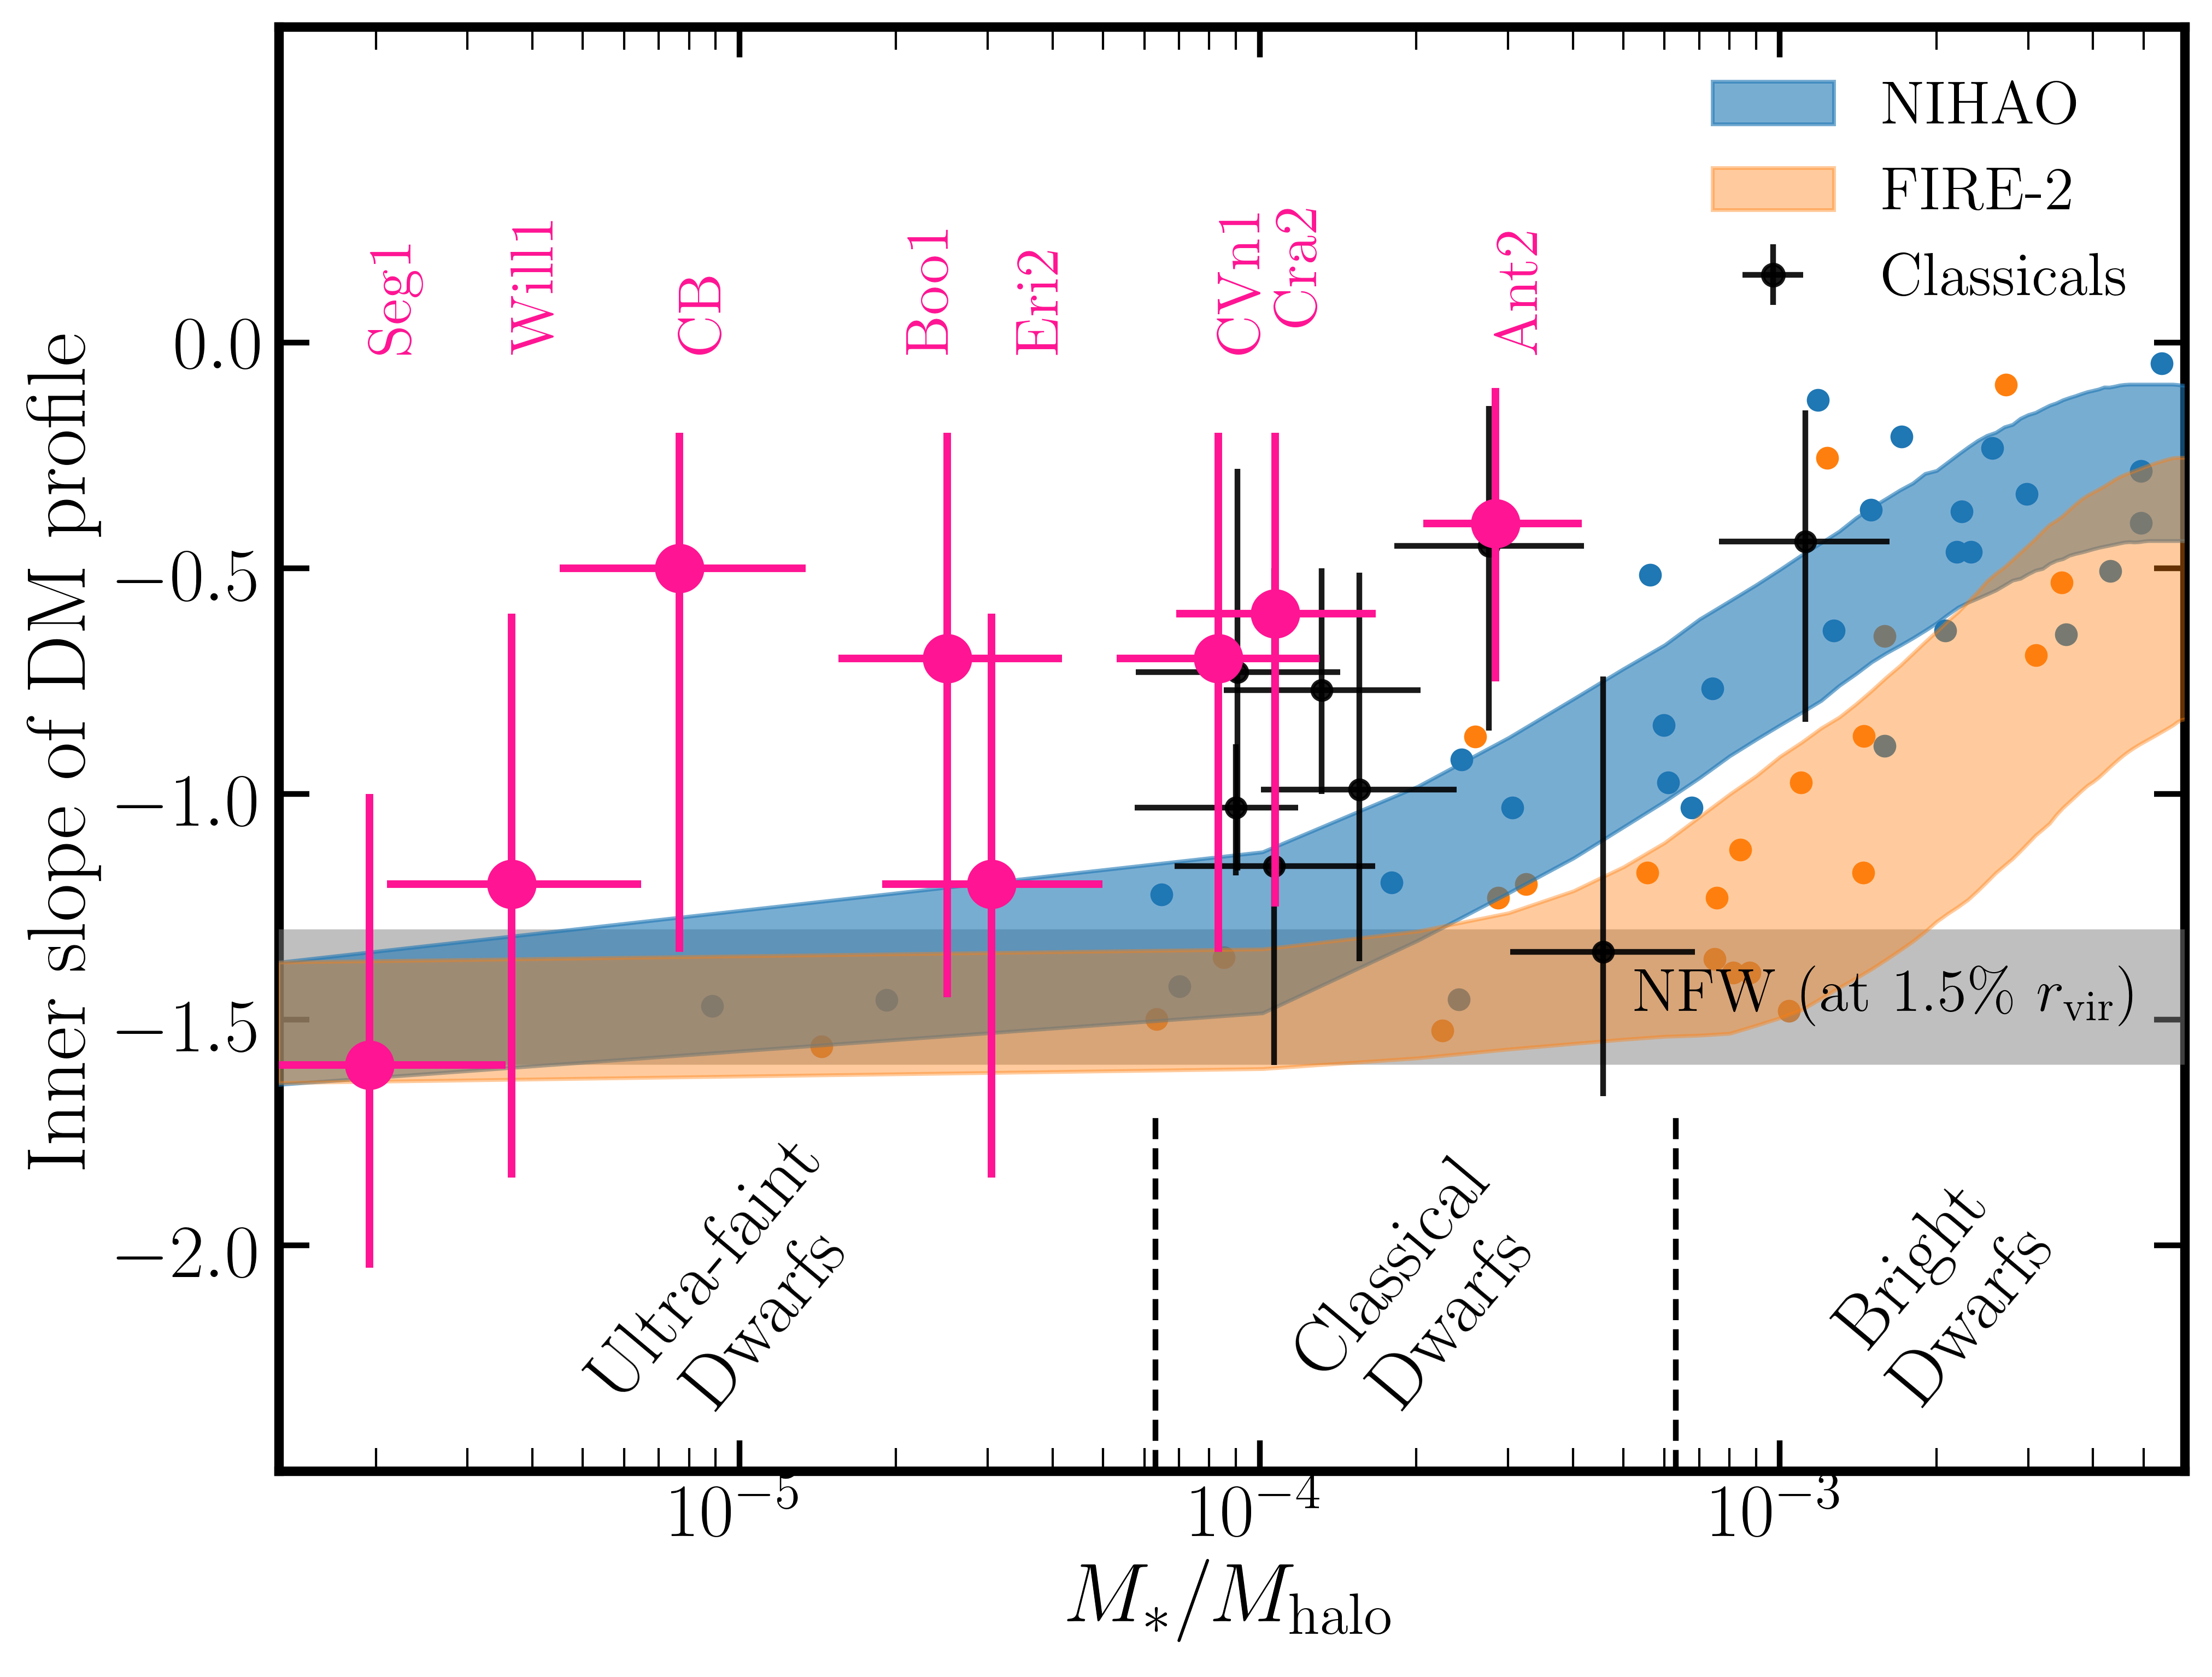 NIHAO
FIRE-2
Classicals
Seg1
Will1
CB
Boo1
Eri2
CVn1
Cra2
Ant2
0.0
−0.5
−1.0
−1.5
−2.0
Inner slope of DM profile
NFW (at 1.5% r_vir)
Ultra-faint
Dwarfs
Classical
Dwarfs
Bright
Dwarfs
10⁻⁵
10⁻⁴
10⁻³
M_*/M_halo